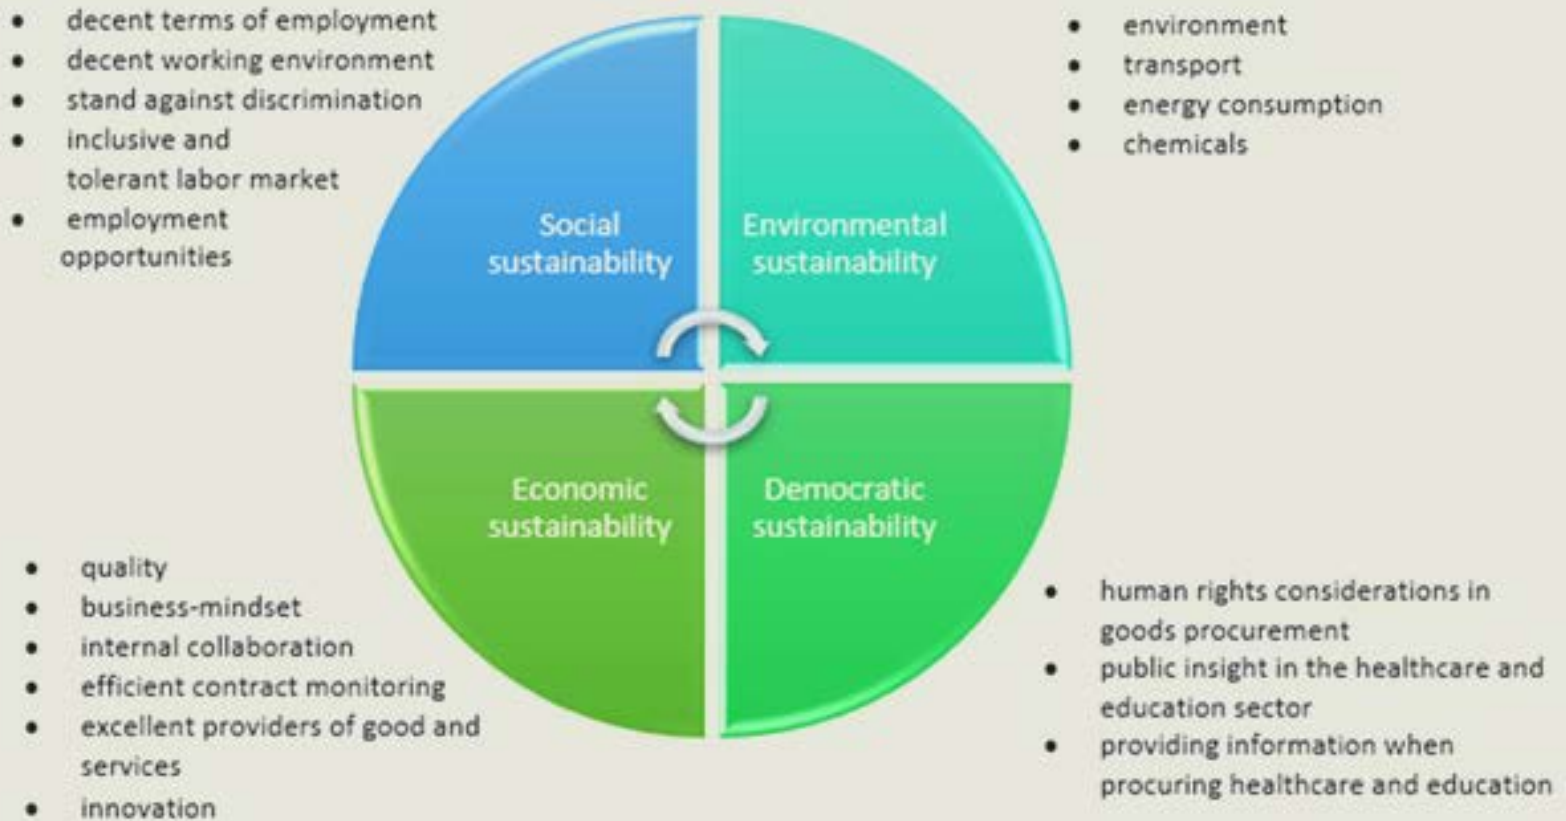 • decent terms of employment
• decent working environment
• stand against discrimination
• inclusive and
tolerant labor market
• employment
opportunities
• environment
• transport
• energy consumption
• chemicals
Social
sustainability
Environmental
sustainability
Economic
sustainability
Democratic
sustainability
• quality
• business-mindset
• internal collaboration
• efficient contract monitoring
• excellent providers of good and
services
• innovation
• human rights considerations in
goods procurement
• public insight in the healthcare and
education sector
• providing information when
procuring healthcare and education